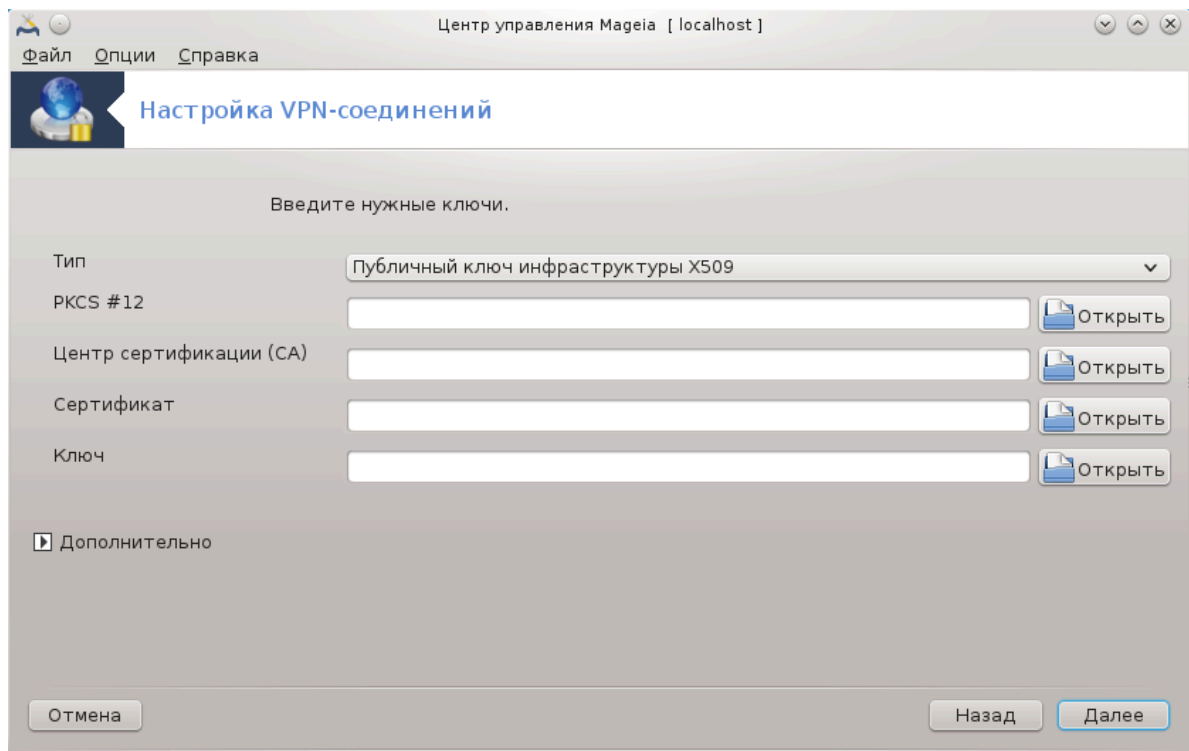 Центр управления Mageia [ localhost ]
Файл Опции Справка
Настройка VPN-соединений
Введите нужные ключи.
Тип
Публичный ключ инфраструктуры X509
PKCS #12
Открыть
Центр сертификации (CA)
Открыть
Сертификат
Открыть
Ключ
Открыть
Дополнительно
Отмена
Назад
Далее